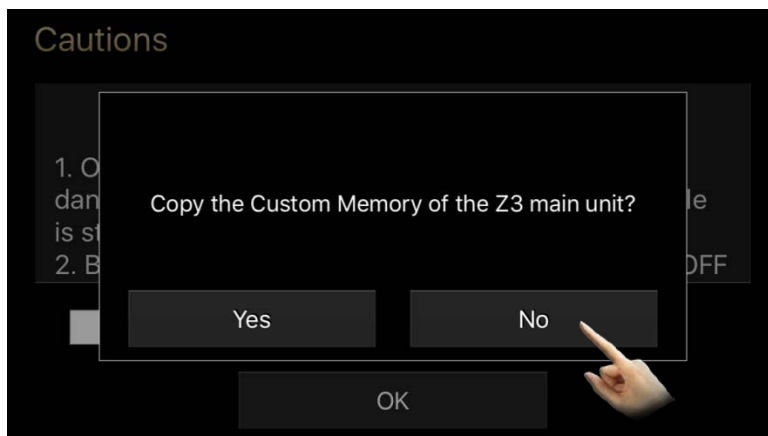 Cautions
1. O
dan
le
is st
2. B
OFF
Copy the Custom Memory of the Z3 main unit?
Yes
No
OK